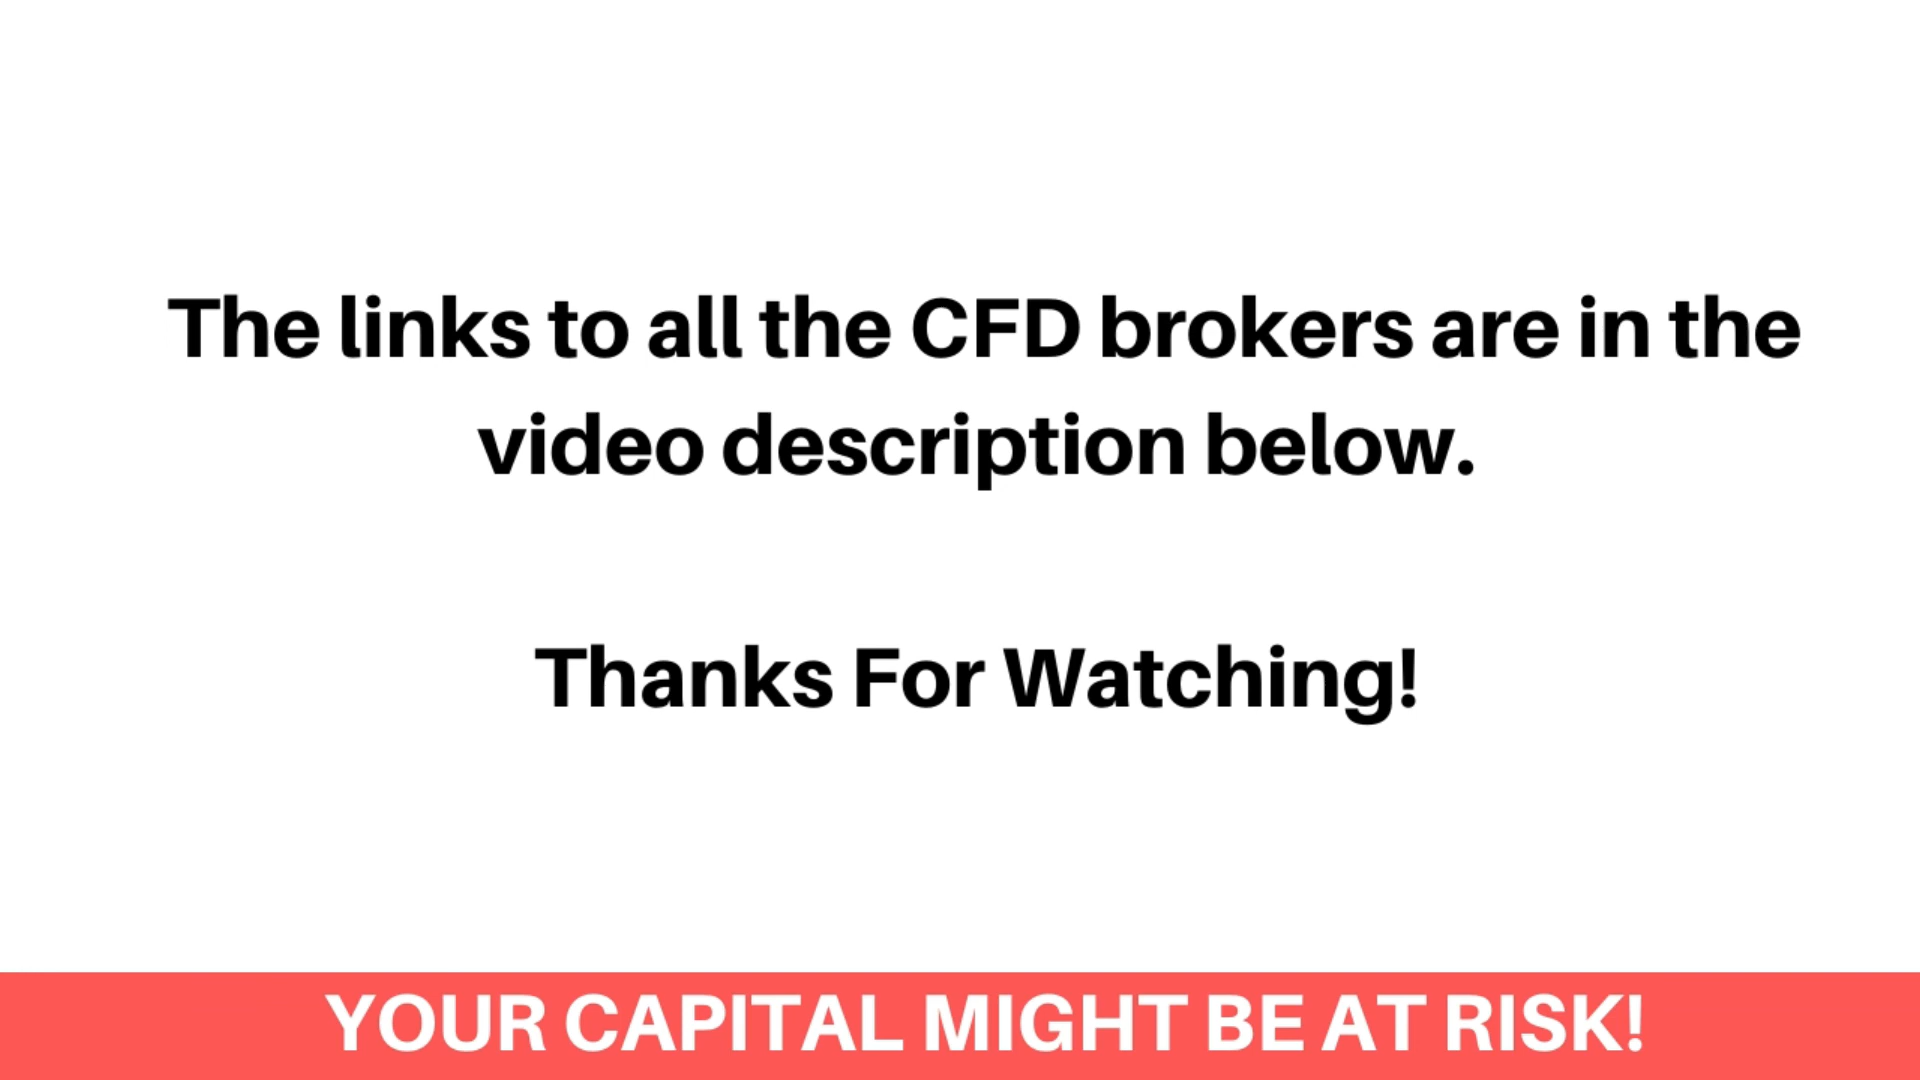 The links to all the CFD brokers are in the
video description below.
Thanks For Watching!
YOUR CAPITAL MIGHT BE AT RISK!